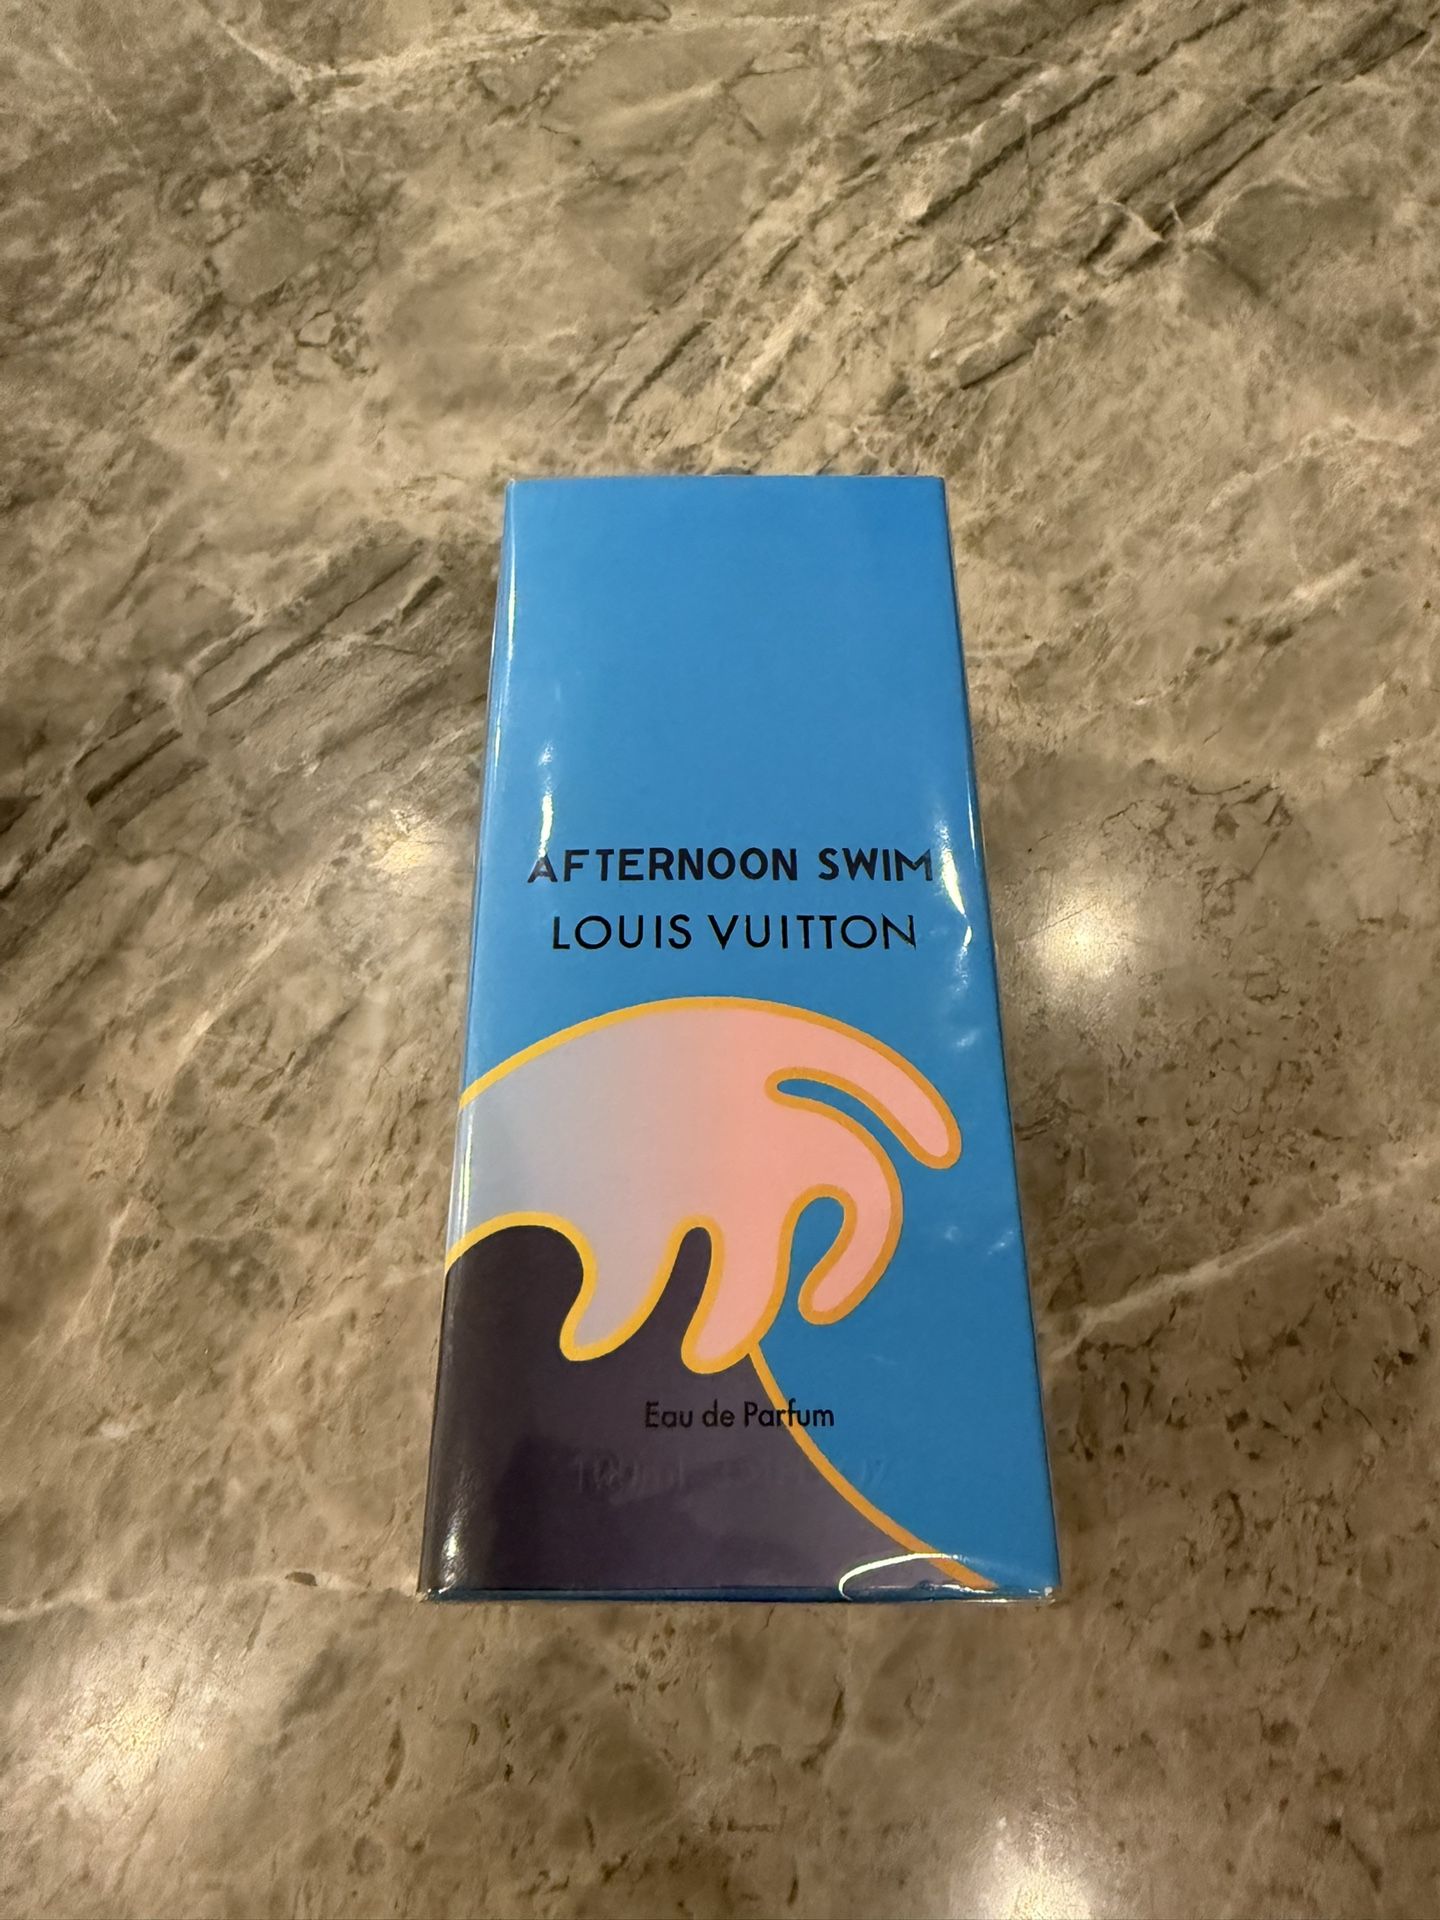 AFTERNOON SWIM
LOUIS VUITTON
Eau de Parfum